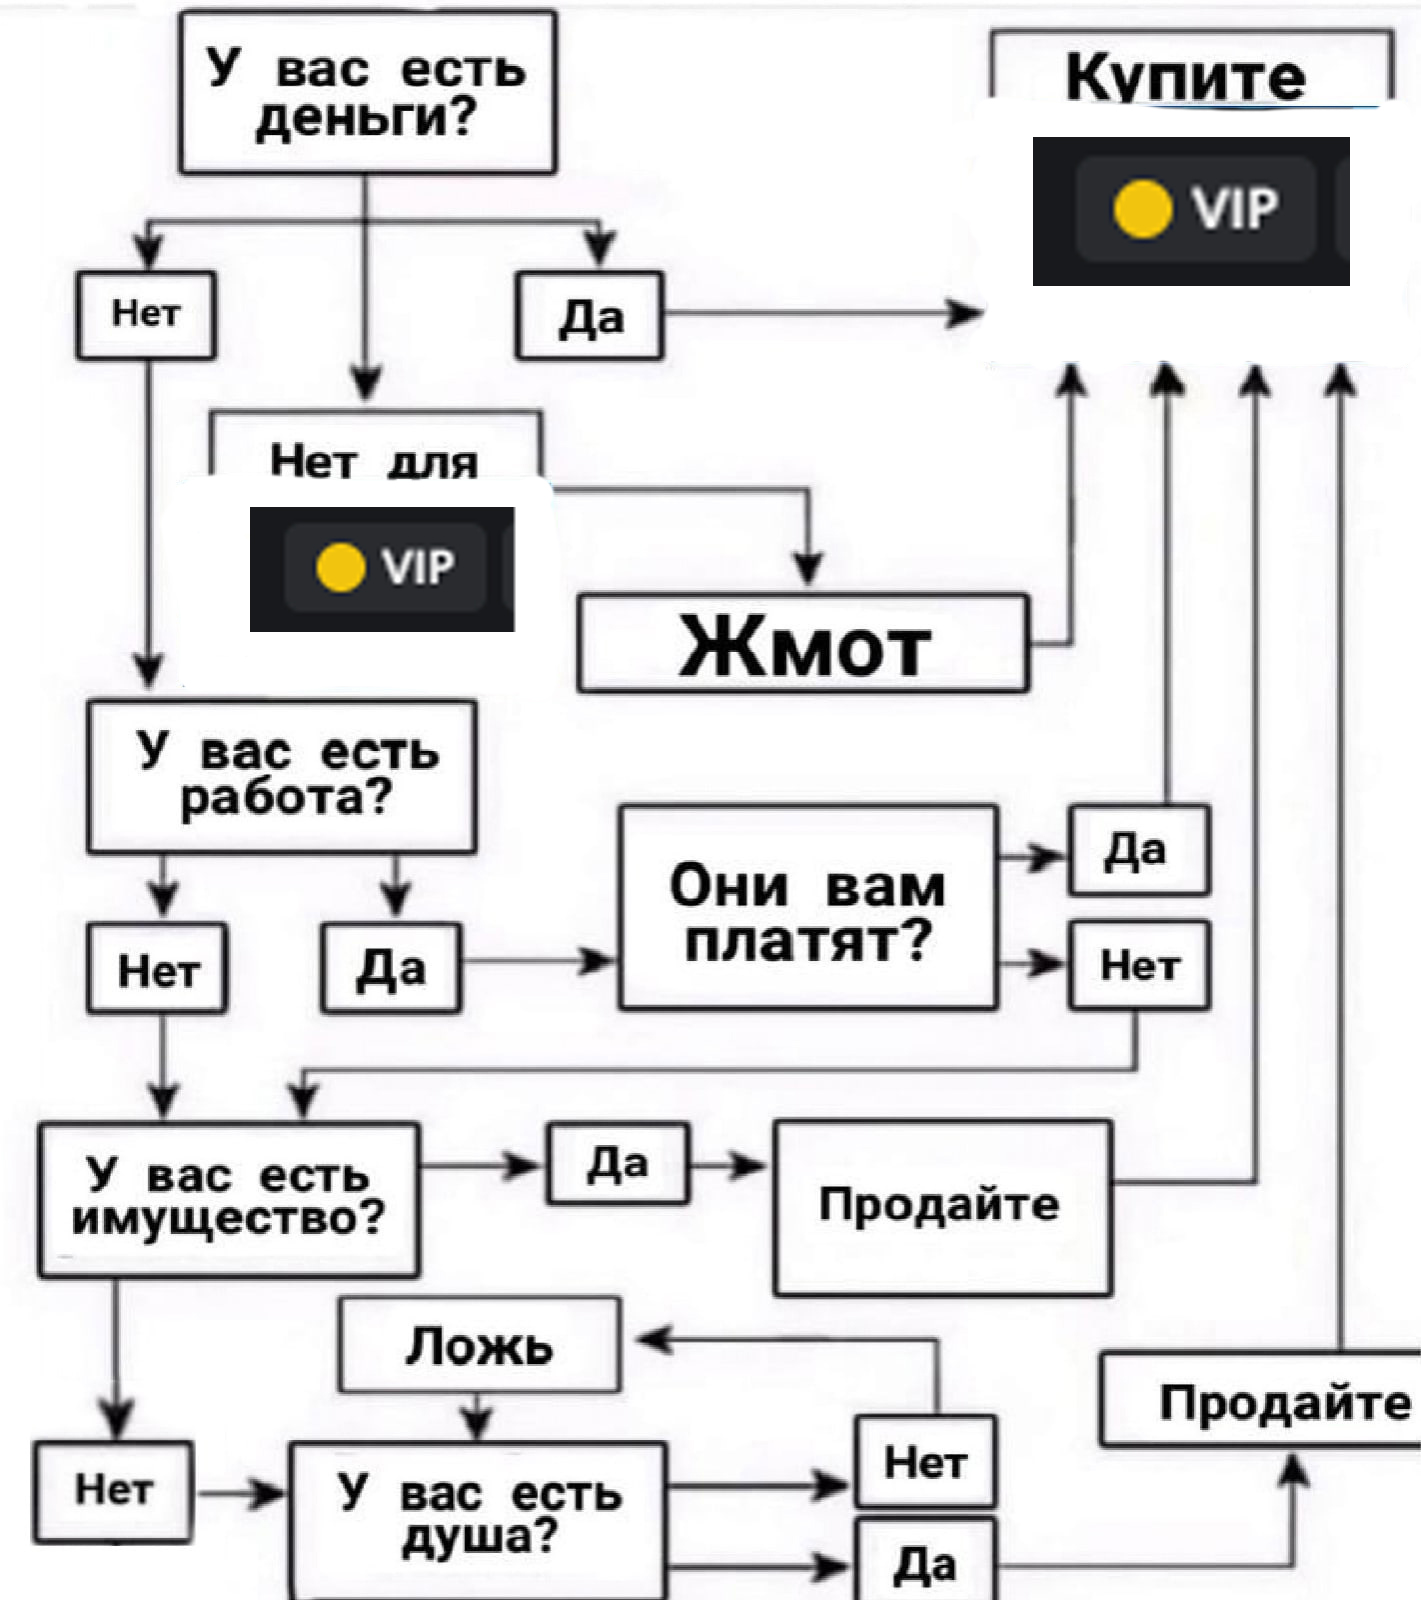 У вас есть
деньги?
Купите
VIP
Нет
Да
Нет для
VIP
Жмот
У вас есть
работа?
Они вам
платят?
Да
Нет
Да
Нет
У вас есть
имущество?
Да
Продайте
Ложь
Продайте
Нет
У вас есть
душа?
Нет
Да